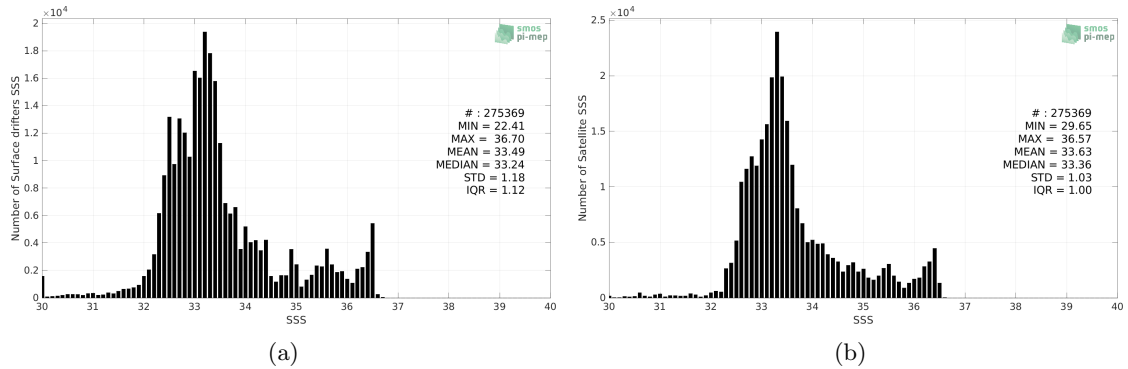 ×10⁴
2
1.8
1.6
1.4
1.2
1
0.8
0.6
0.4
0.2
0
Number of Surface drifters SSS
smos
pi-mep
# : 275369
MIN = 22.41
MAX = 36.70
MEAN = 33.49
MEDIAN = 33.24
STD = 1.18
IQR = 1.12
30 31 32 33 34 35 36 37 38 39 40
SSS
(a)
×10⁴
2.5
2
1.5
1
0.5
0
Number of Satellite SSS
smos
pi-mep
# : 275369
MIN = 29.65
MAX = 36.57
MEAN = 33.63
MEDIAN = 33.36
STD = 1.03
IQR = 1.00
30 31 32 33 34 35 36 37 38 39 40
SSS
(b)